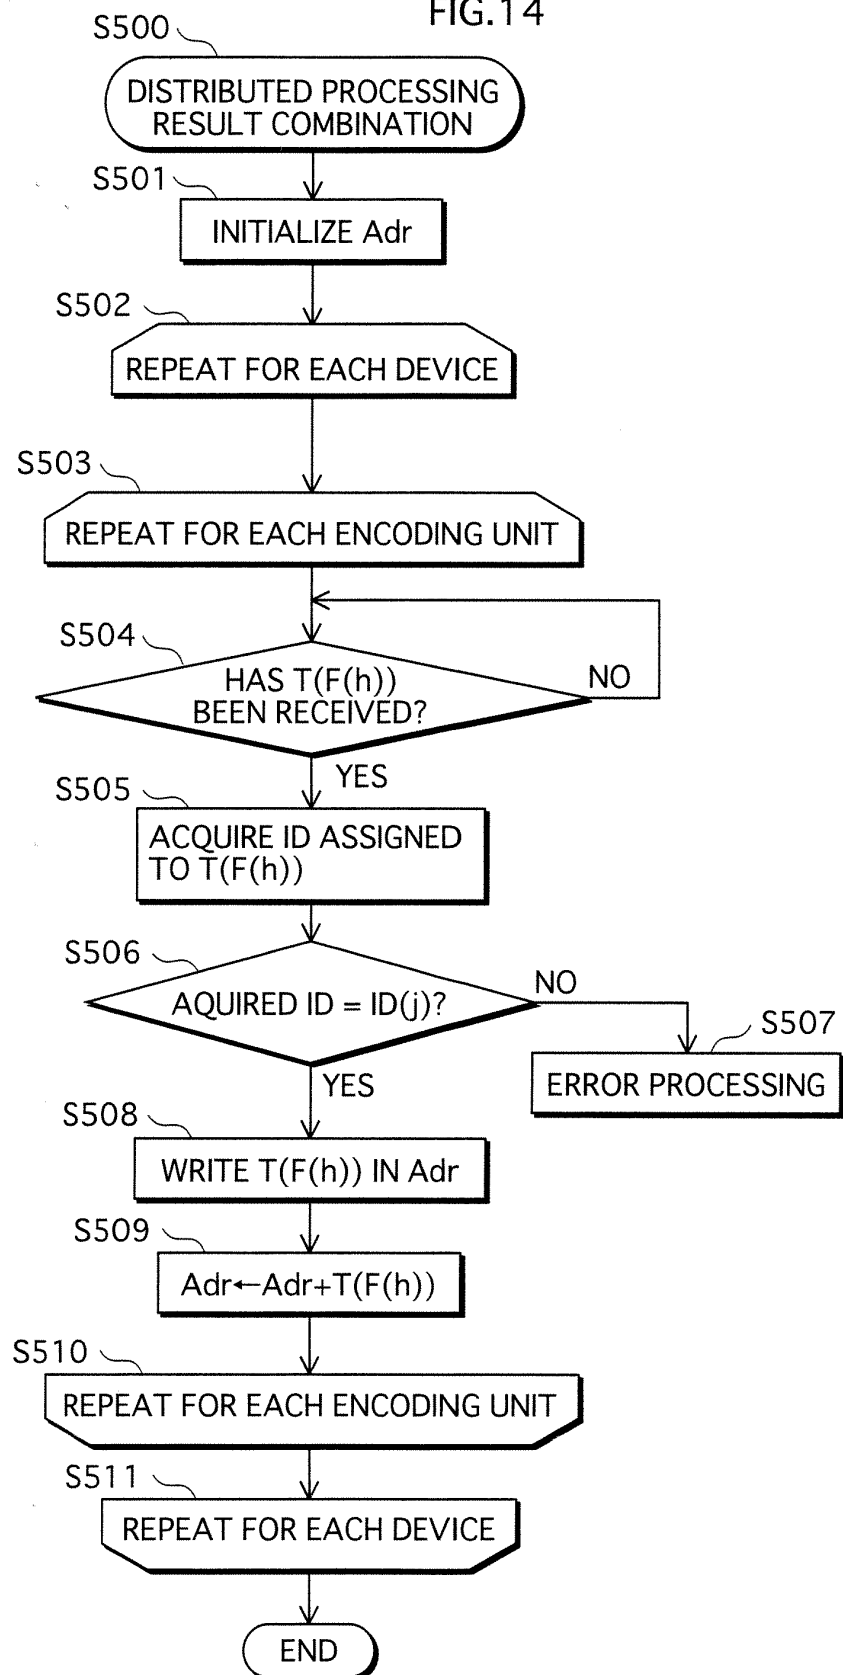 FIG.14
S500
DISTRIBUTED PROCESSING
RESULT COMBINATION
S501
INITIALIZE Adr
S502
REPEAT FOR EACH DEVICE
S503
REPEAT FOR EACH ENCODING UNIT
S504
HAS T(F(h))
BEEN RECEIVED?
NO
YES
S505
ACQUIRE ID ASSIGNED
TO T(F(h))
S506
AQUIRED ID = ID(j)?
NO
S507
ERROR PROCESSING
YES
S508
WRITE T(F(h)) IN Adr
S509
Adr←Adr+T(F(h))
S510
REPEAT FOR EACH ENCODING UNIT
S511
REPEAT FOR EACH DEVICE
END